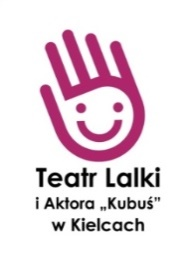 Teatr Lalki
i Aktora „Kubuś”
w Kielcach